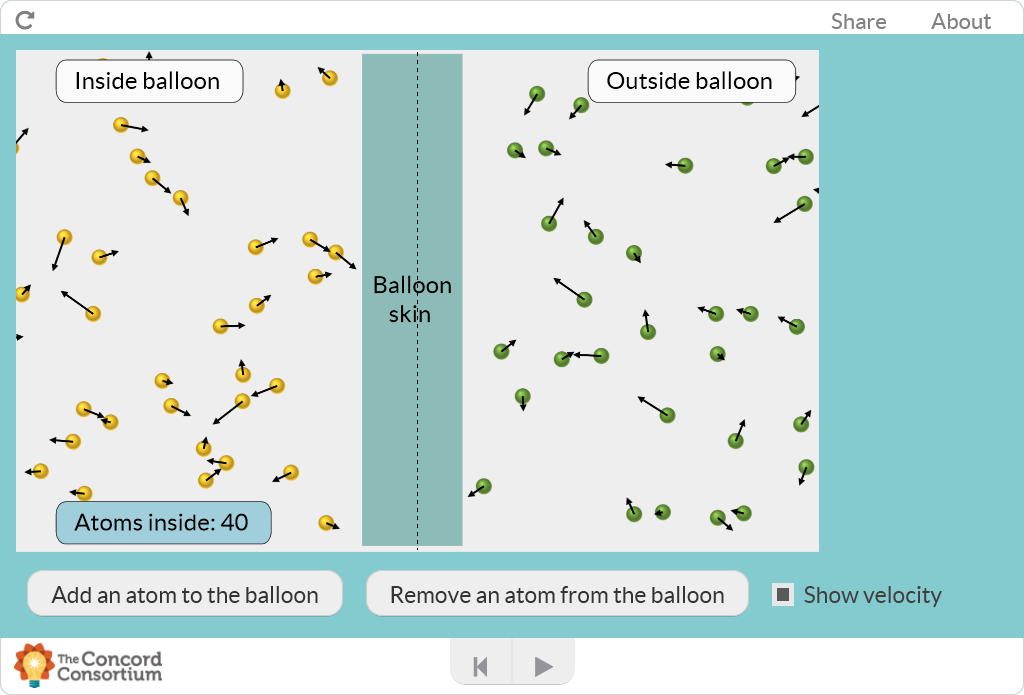 Share About
Inside balloon
Outside balloon
Balloon
skin
Atoms inside: 40
Add an atom to the balloon
Remove an atom from the balloon
Show velocity
The Concord
Consortium